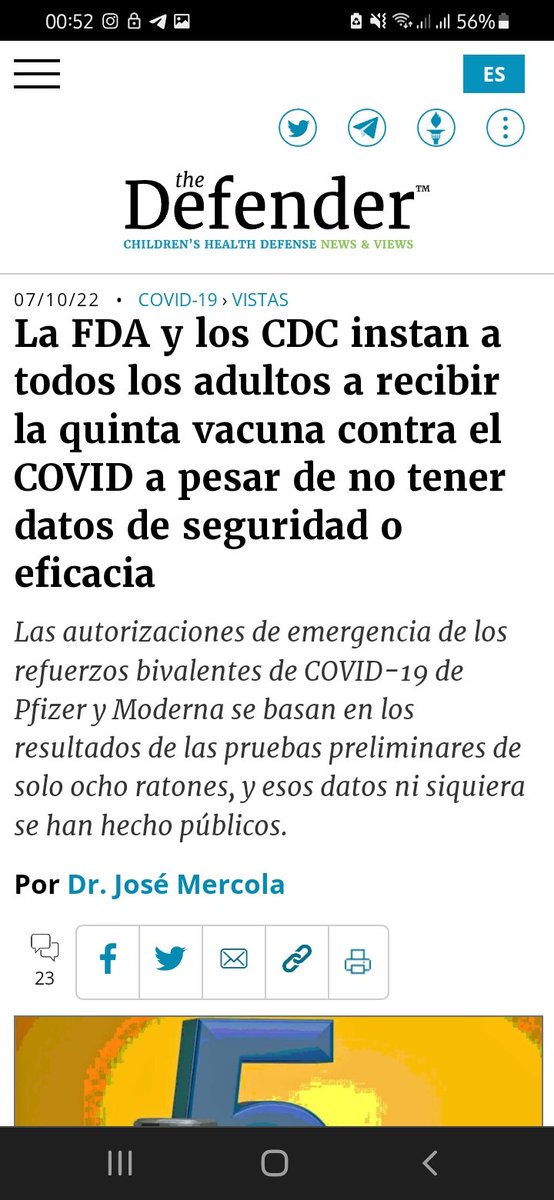 00:52 56%
ES
the
Defender™
CHILDREN'S HEALTH DEFENSE NEWS & VIEWS
07/10/22 • COVID-19 › VISTAS
La FDA y los CDC instan a
todos los adultos a recibir
la quinta vacuna contra el
COVID a pesar de no tener
datos de seguridad o
eficacia
Las autorizaciones de emergencia de los
refuerzos bivalentes de COVID-19 de
Pfizer y Moderna se basan en los
resultados de las pruebas preliminares de
solo ocho ratones, y esos datos ni siquiera
se han hecho públicos.
Por Dr. José Mercola
23
5